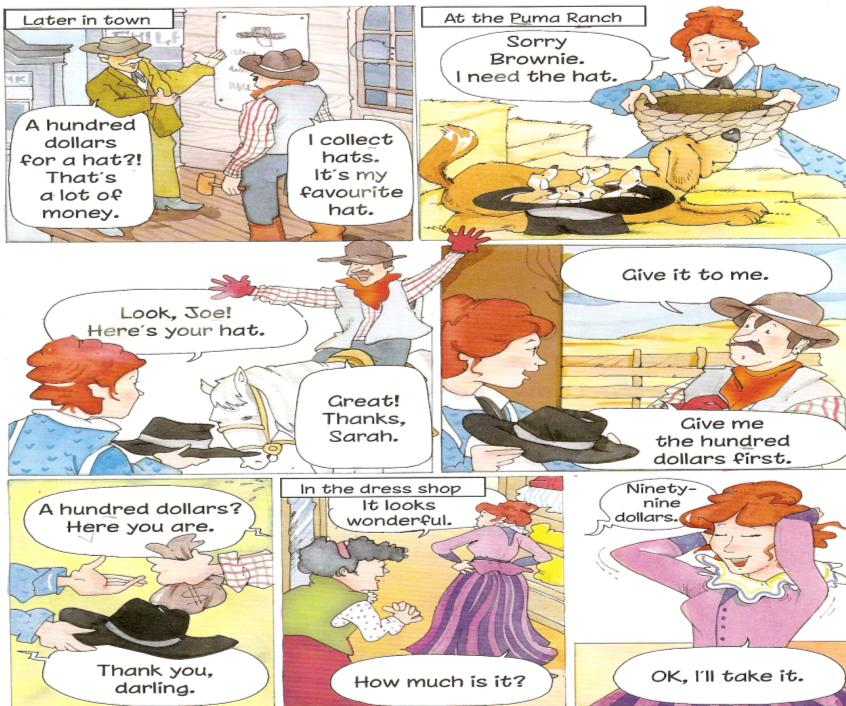 Later in town
A hundred
dollars
for a hat?!
That's
a lot of
money.
I collect
hats.
It's my
favourite
hat.
At the Puma Ranch
Sorry
Brownie.
I need the hat.
Look, Joe!
Here's your hat.
Great!
Thanks,
Sarah.
Give it to me.
Give me
the hundred
dollars first.
A hundred dollars?
Here you are.
Thank you,
darling.
In the dress shop
It looks
wonderful.
How much is it?
Ninety-
nine
dollars.
OK, I'll take it.